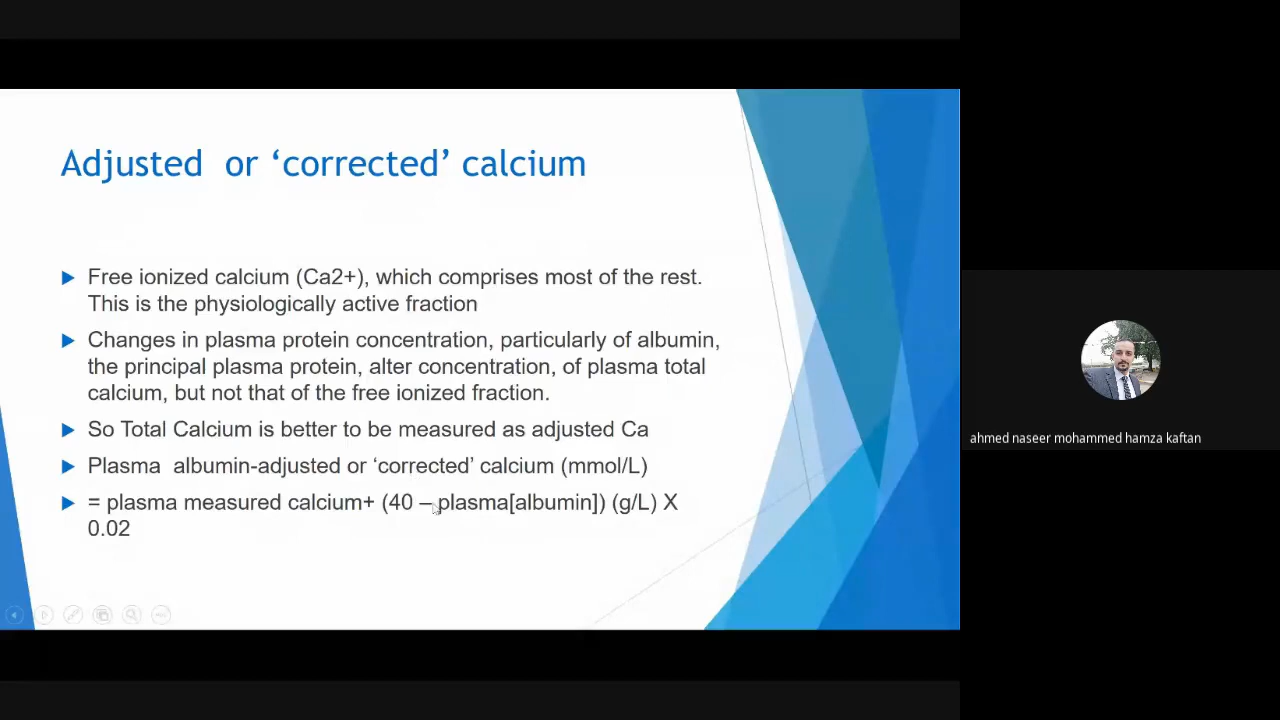 Adjusted  or ‘corrected’ calcium
Free ionized calcium (Ca2+), which comprises most of the rest.
This is the physiologically active fraction
Changes in plasma protein concentration, particularly of albumin,
the principal plasma protein, alter concentration, of plasma total
calcium, but not that of the free ionized fraction.
So Total Calcium is better to be measured as adjusted Ca
Plasma  albumin-adjusted or ‘corrected’ calcium (mmol/L)
= plasma measured calcium+ (40 – plasma[albumin]) (g/L) X
0.02
ahmed naseer mohammed hamza kaftan